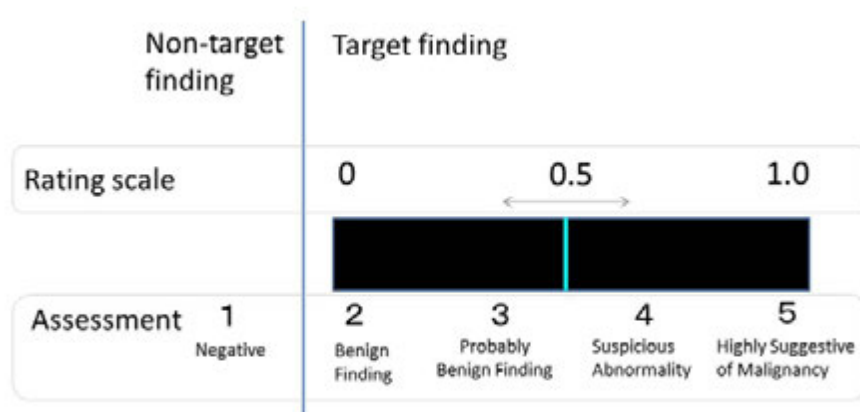 Non-target
finding
Target finding
Rating scale
0
0.5
1.0
Assessment
1
Negative
2
Benign
Finding
3
Probably
Benign Finding
4
Suspicious
Abnormality
5
Highly Suggestive
of Malignancy